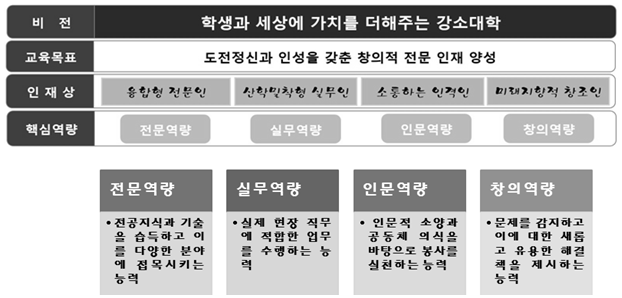 비 전 학생과 세상에 가치를 더해주는 강소대학
교육목표 도전정신과 인성을 갖춘 창의적 전문 인재 양성
인 재 상 융합형 전문인 산학밀착형 실무인 소통하는 인격인 미래지향적 창조인
핵심역량 전문역량 실무역량 인문역량 창의역량
전문역량
• 전공지식과 기술
을 습득하고 이
를 다양한 분야
에 접목시키는
능력
실무역량
• 실제 현장 직무
에 적합한 업무
를 수행하는 능
력
인문역량
• 인문적 소양과
공동체 의식을
바탕으로 봉사를
실천하는 능력
창의역량
• 문제를 감지하고
이에 대한 새롭
고 유용한 해결
책을 제시하는
능력